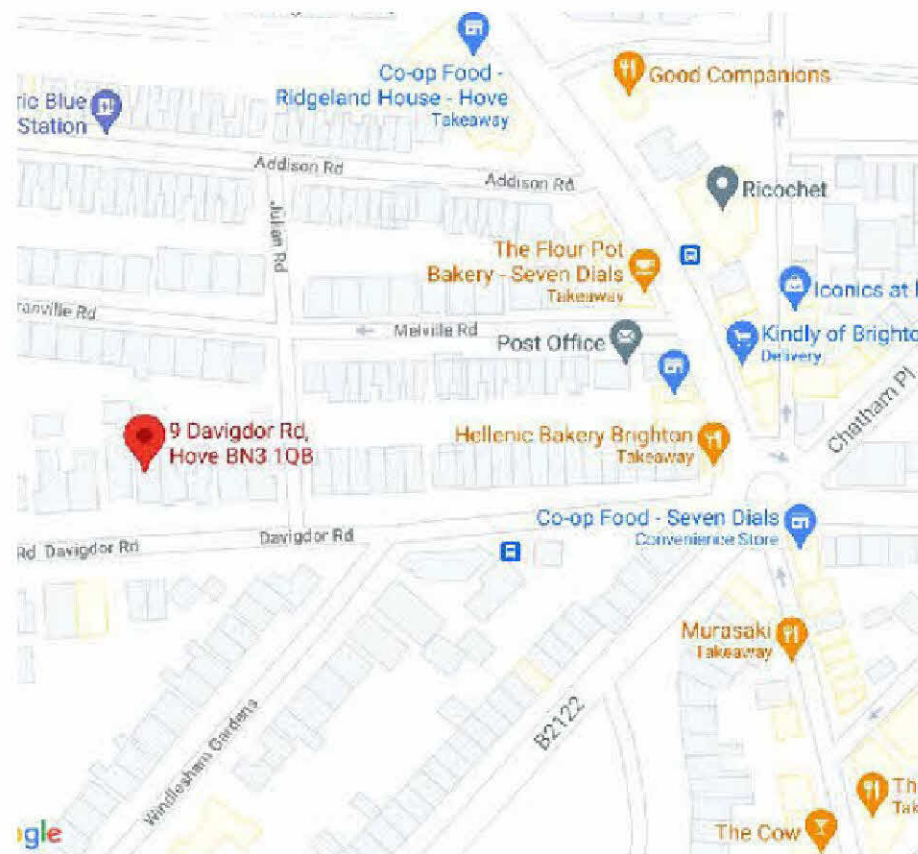 Co-op Food -
Ridgeland House - Hove
Takeaway
Good Companions
ric Blue
Station
Addison Rd
Addison Rd
Ricochet
Julian Rd
The Flour Pot
Bakery - Seven Dials
Takeaway
Iconics at
ranville Rd
Melville Rd
Post Office
Kindly of Brighto
Delivery
Chatham Pl
9 Davigdor Rd,
Hove BN3 1QB
Hellenic Bakery Brighton
Takeaway
Co-op Food - Seven Dials
Convenience Store
Rd Davigdor Rd
Davigdor Rd
Murasaki
Takeaway
Windlesham Gardens
B2122
Th
Tak
The Cow
gle